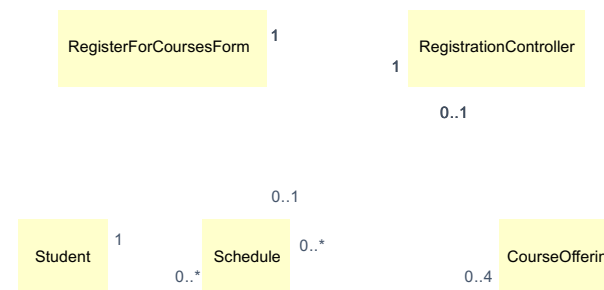 RegisterForCoursesForm
1
RegistrationController
1
0..1
0..1
Student
1
Schedule
0..*
0..*
0..4
CourseOfferin